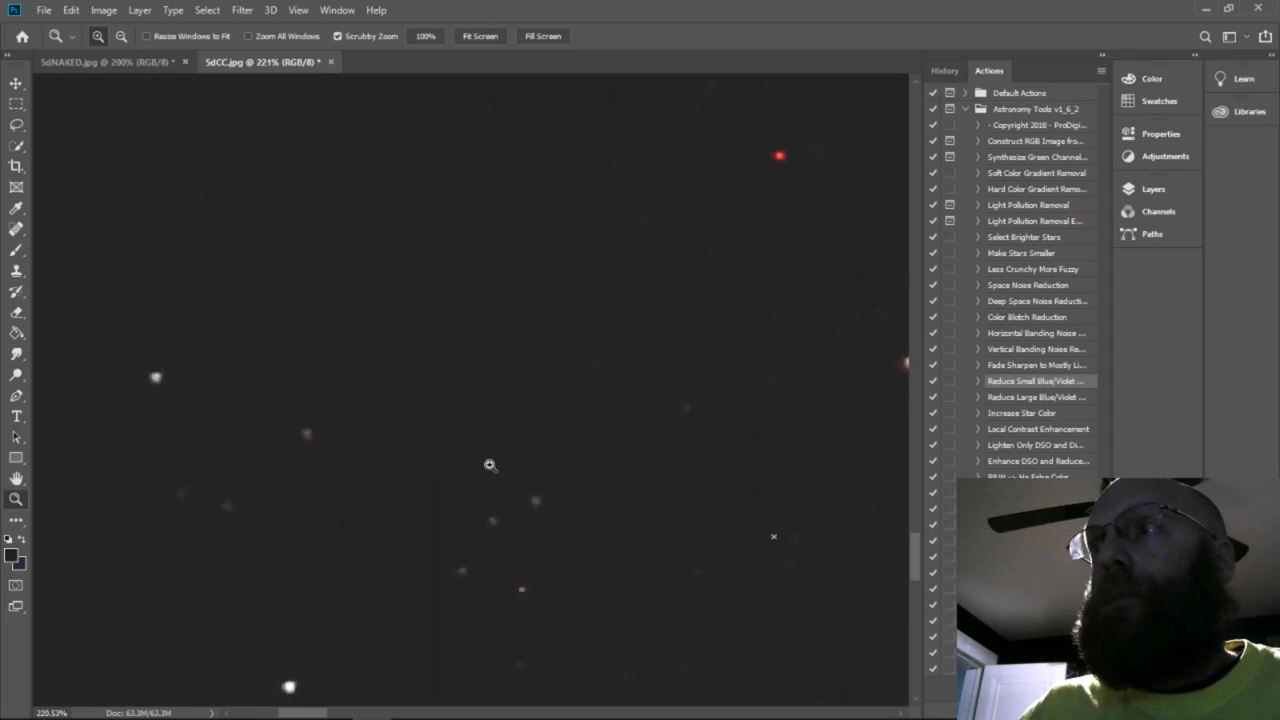 Ps File Edit Image Layer Type Select Filter 3D View Window Help
Resize Windows to Fit Zoom All Windows Scrubby Zoom 100% Fit Screen Fill Screen
5dNAKED.jpg @ 200% (RGB/8) * × 5dCC.jpg @ 221% (RGB/8) * ×
History Actions
Default Actions
Astronomy Tools v1_6_2
- Copyright 2018 - ProDigi...
Construct RGB Image fro...
Synthesize Green Channel...
Soft Color Gradient Removal
Hard Color Gradient Remo...
Light Pollution Removal
Light Pollution Removal E...
Select Brighter Stars
Make Stars Smaller
Less Crunchy More Fuzzy
Space Noise Reduction
Deep Space Noise Reducti...
Color Blotch Reduction
Horizontal Banding Noise ...
Vertical Banding Noise Re...
Fade Sharpen to Mostly Li...
Reduce Small Blue/Violet ...
Reduce Large Blue/Violet ...
Increase Star Color
Local Contrast Enhancement
Lighten Only DSO and Di...
Enhance DSO and Reduce...
B&W -> Ha False Color
Color
Swatches
Properties
Adjustments
Layers
Channels
Paths
Learn
Libraries
220.53% Doc: 63.3M/63.3M